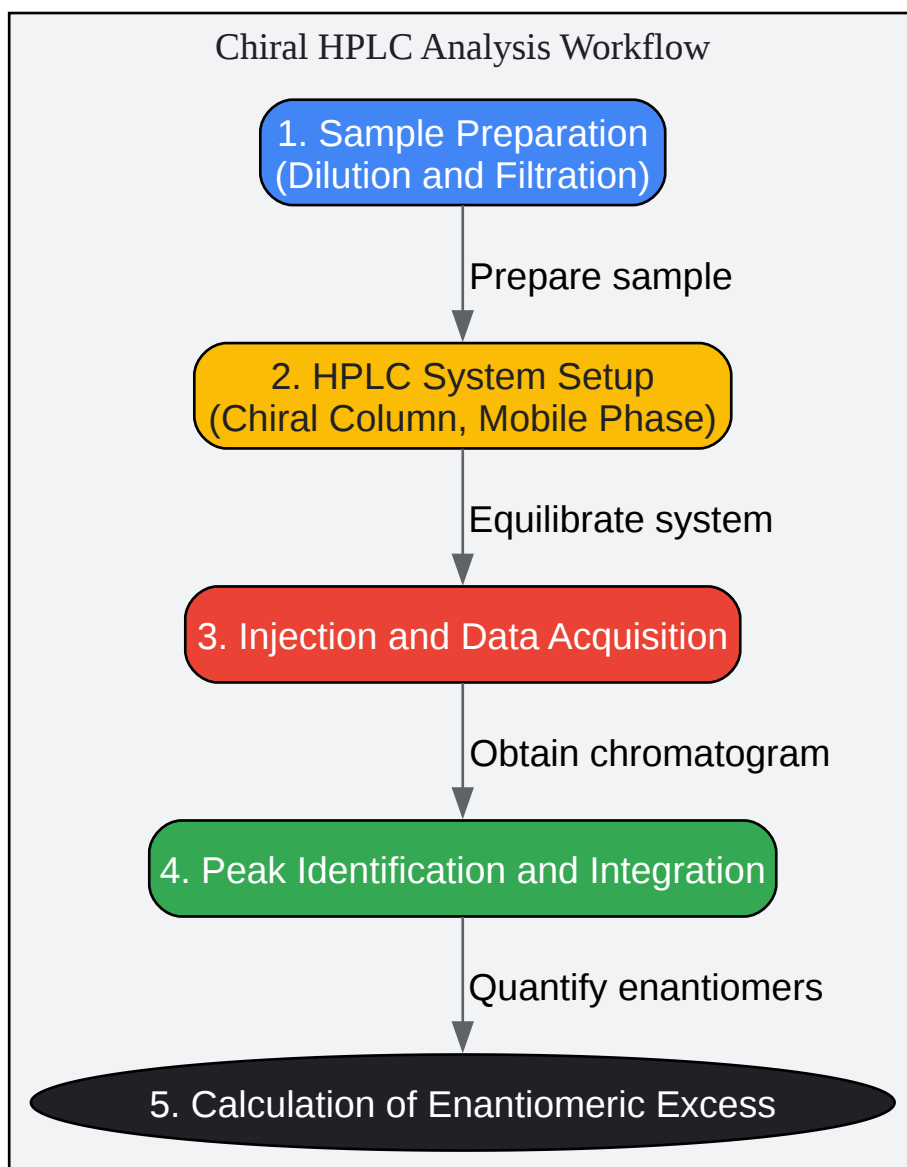 Chiral HPLC Analysis Workflow
1. Sample Preparation
(Dilution and Filtration)
Prepare sample
2. HPLC System Setup
(Chiral Column, Mobile Phase)
Equilibrate system
3. Injection and Data Acquisition
Obtain chromatogram
4. Peak Identification and Integration
Quantify enantiomers
5. Calculation of Enantiomeric Excess